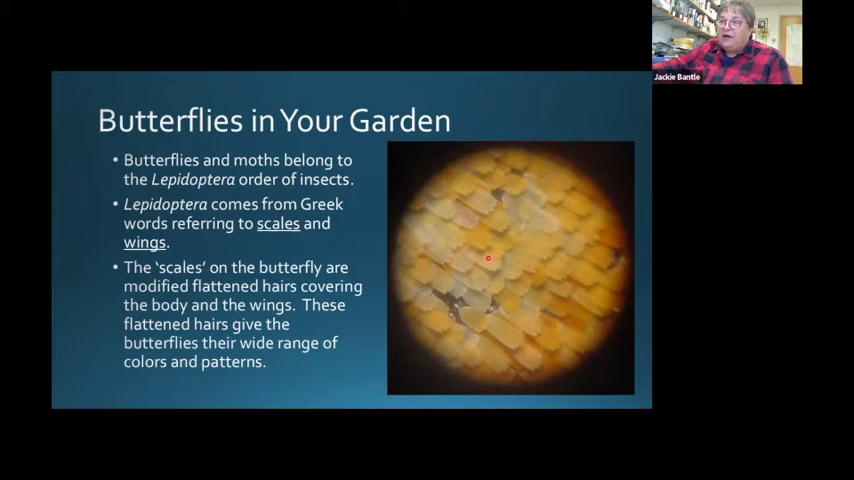 Jackie Bantle
Butterflies in Your Garden
• Butterflies and moths belong to
the Lepidoptera order of insects.
• Lepidoptera comes from Greek
words referring to scales and
wings.
• The ‘scales’ on the butterfly are
modified flattened hairs covering
the body and the wings. These
flattened hairs give the
butterflies their wide range of
colors and patterns.